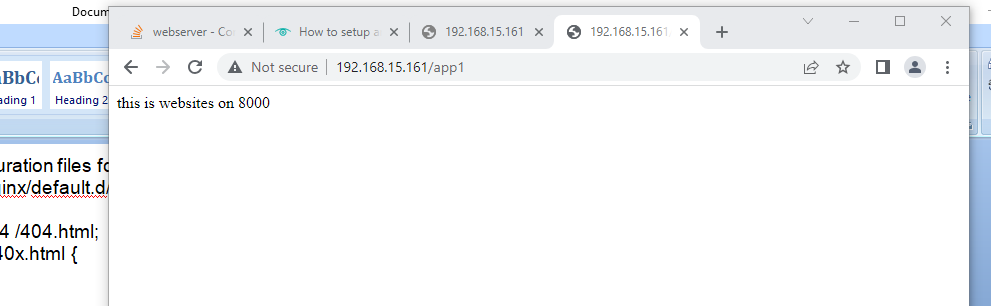 Docum
webserver - Co
How to setup a
192.168.15.161
192.168.15.161
Not secure
192.168.15.161/app1
this is websites on 8000
aBbCc
AaBbCc
ading 1
Heading 2
uration files fo
ginx/default.d/
4 /404.html;
40x.html {